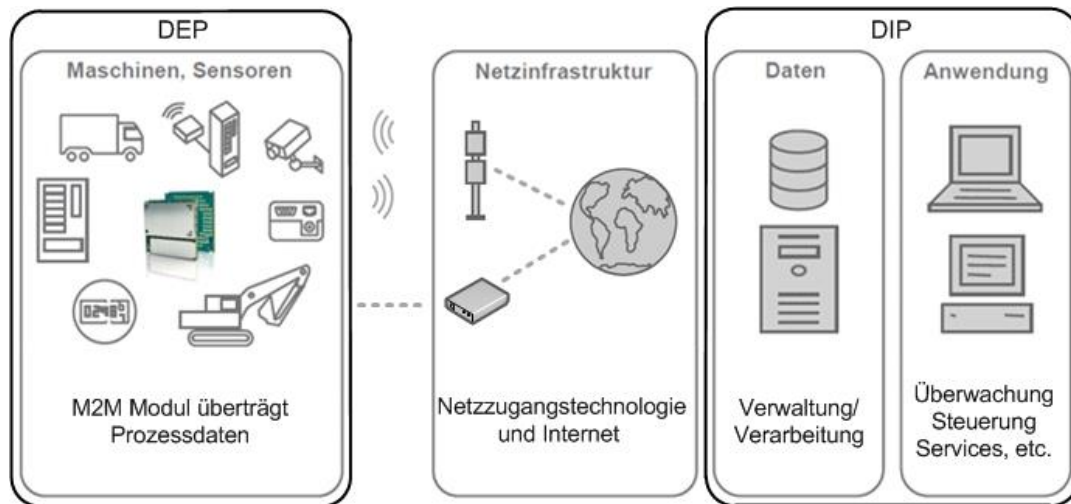 DEP
Maschinen, Sensoren
M2M Modul überträgt
Prozessdaten
Netzinfrastruktur
Netzzugangstechnologie
und Internet
DIP
Daten
Verwaltung/
Verarbeitung
Anwendung
Überwachung
Steuerung
Services, etc.